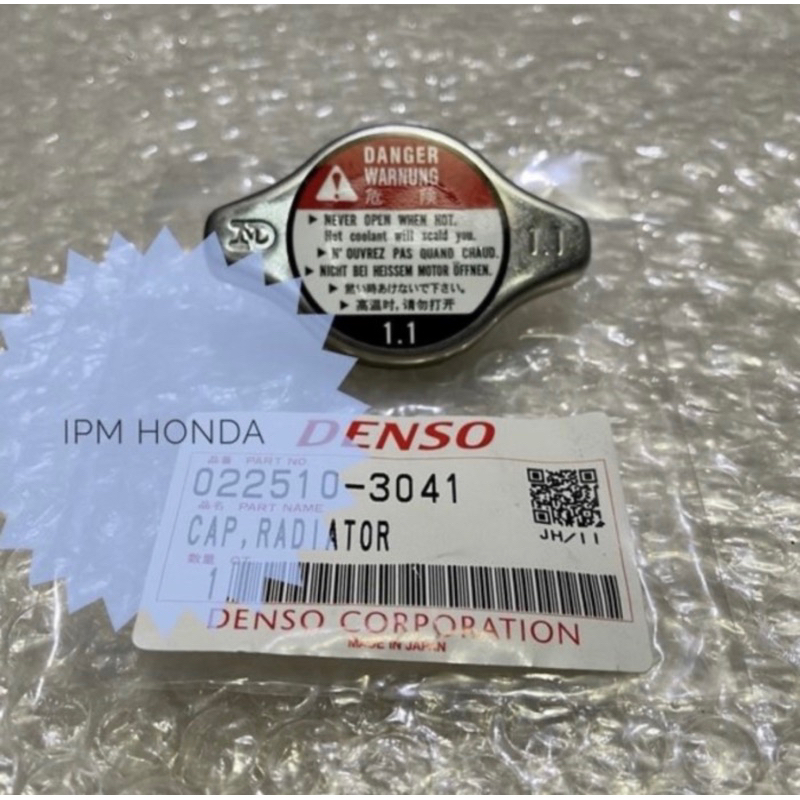 DANGER
WARNUNG
危 険
▶ NEVER OPEN WHEN HOT.
Hot coolant will scald you.
▶ N'OUVREZ PAS QUAND CHAUD.
▶ NICHT BEI HEISSEM MOTOR ÖFFNEN.
▶ 熱い時あけないで下さい。
▶ 高温时,请勿打开
1.1
ND
1.1
IPM HONDA
DENSO
品番 PART NO
022510-3041
品名 PART NAME
CAP,RADIATOR
JH/11
数量
1
DENSO CORPORATION
MADE IN JAPAN